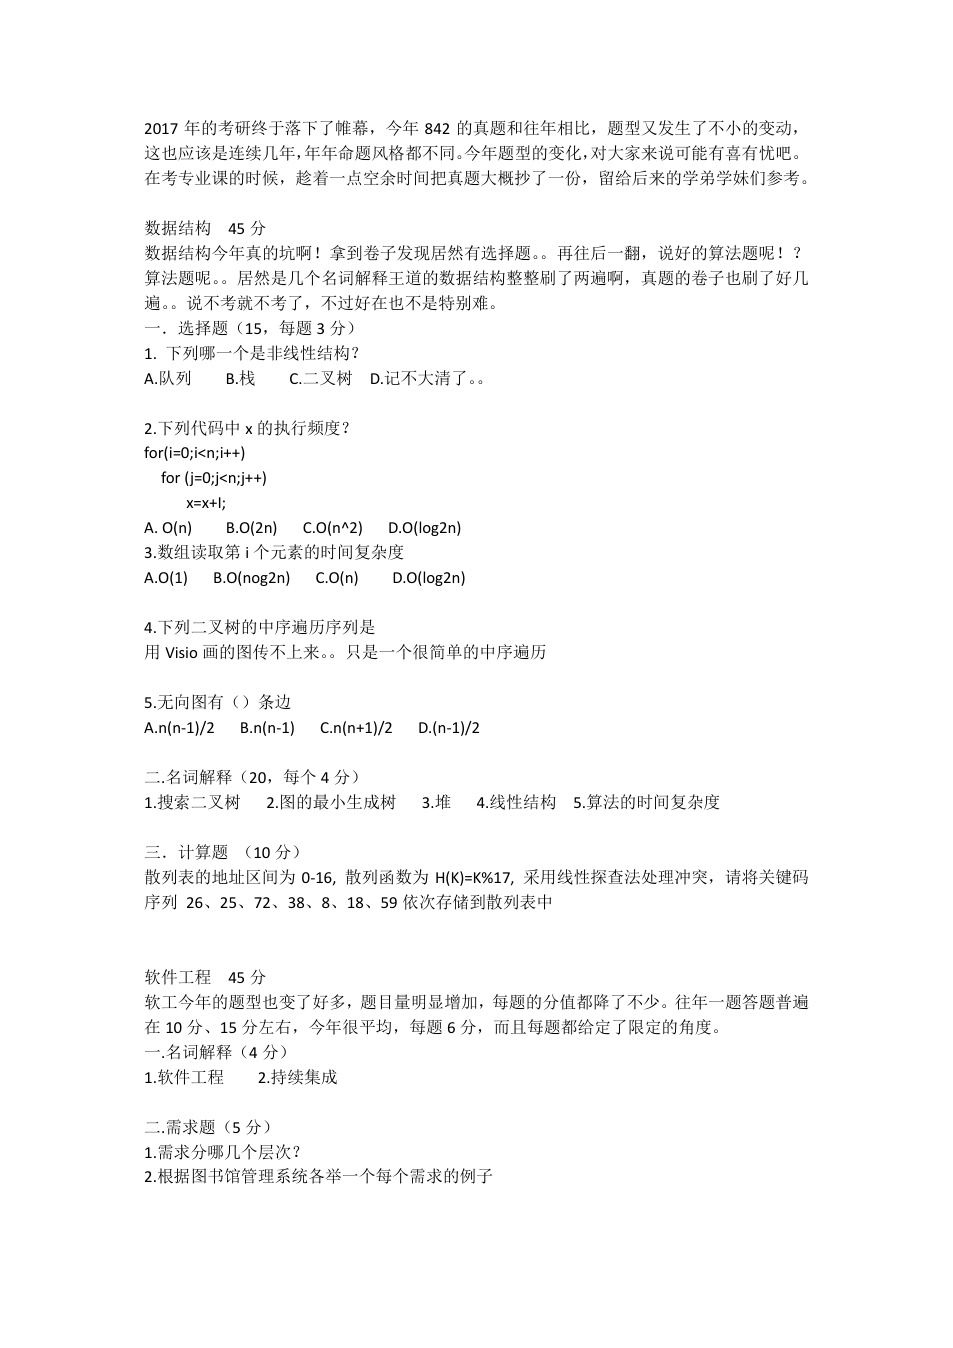 2017 年的考研终于落下了帷幕，今年 842 的真题和往年相比，题型又发生了不小的变动，
这也应该是连续几年，年年命题风格都不同。今年题型的变化，对大家来说可能有喜有忧吧。
在考专业课的时候，趁着一点空余时间把真题大概抄了一份，留给后来的学弟学妹们参考。
数据结构 45 分
数据结构今年真的坑啊！拿到卷子发现居然有选择题。。再往后一翻，说好的算法题呢！？
算法题呢。。居然是几个名词解释王道的数据结构整整刷了两遍啊，真题的卷子也刷了好几
遍。。说不考就不考了，不过好在也不是特别难。
一．选择题（15，每题 3 分）
1. 下列哪一个是非线性结构？
A.队列 B.栈 C.二叉树 D.记不大清了。。
2.下列代码中 x 的执行频度？
for(i=0;i<n;i++)
for (j=0;j<n;j++)
x=x+l;
A. O(n) B.O(2n) C.O(n^2) D.O(log2n)
3.数组读取第 i 个元素的时间复杂度
A.O(1) B.O(nog2n) C.O(n) D.O(log2n)
4.下列二叉树的中序遍历序列是
用 Visio 画的图传不上来。。只是一个很简单的中序遍历
5.无向图有（）条边
A.n(n-1)/2 B.n(n-1) C.n(n+1)/2 D.(n-1)/2
二.名词解释（20，每个 4 分）
1.搜索二叉树 2.图的最小生成树 3.堆 4.线性结构 5.算法的时间复杂度
三．计算题 （10 分）
散列表的地址区间为 0-16, 散列函数为 H(K)=K%17, 采用线性探查法处理冲突，请将关键码
序列 26、25、72、38、8、18、59 依次存储到散列表中
软件工程 45 分
软工今年的题型也变了好多，题目量明显增加，每题的分值都降了不少。往年一题答题普遍
在 10 分、15 分左右，今年很平均，每题 6 分，而且每题都给定了限定的角度。
一.名词解释（4 分）
1.软件工程 2.持续集成
二.需求题（5 分）
1.需求分哪几个层次？
2.根据图书馆管理系统各举一个每个需求的例子